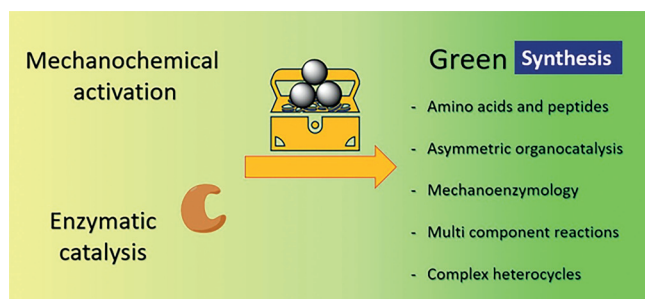 Mechanochemical
activation
Enzymatic
catalysis
Green Synthesis
- Amino acids and peptides
- Asymmetric organocatalysis
- Mechanoenzymology
- Multi component reactions
- Complex heterocycles